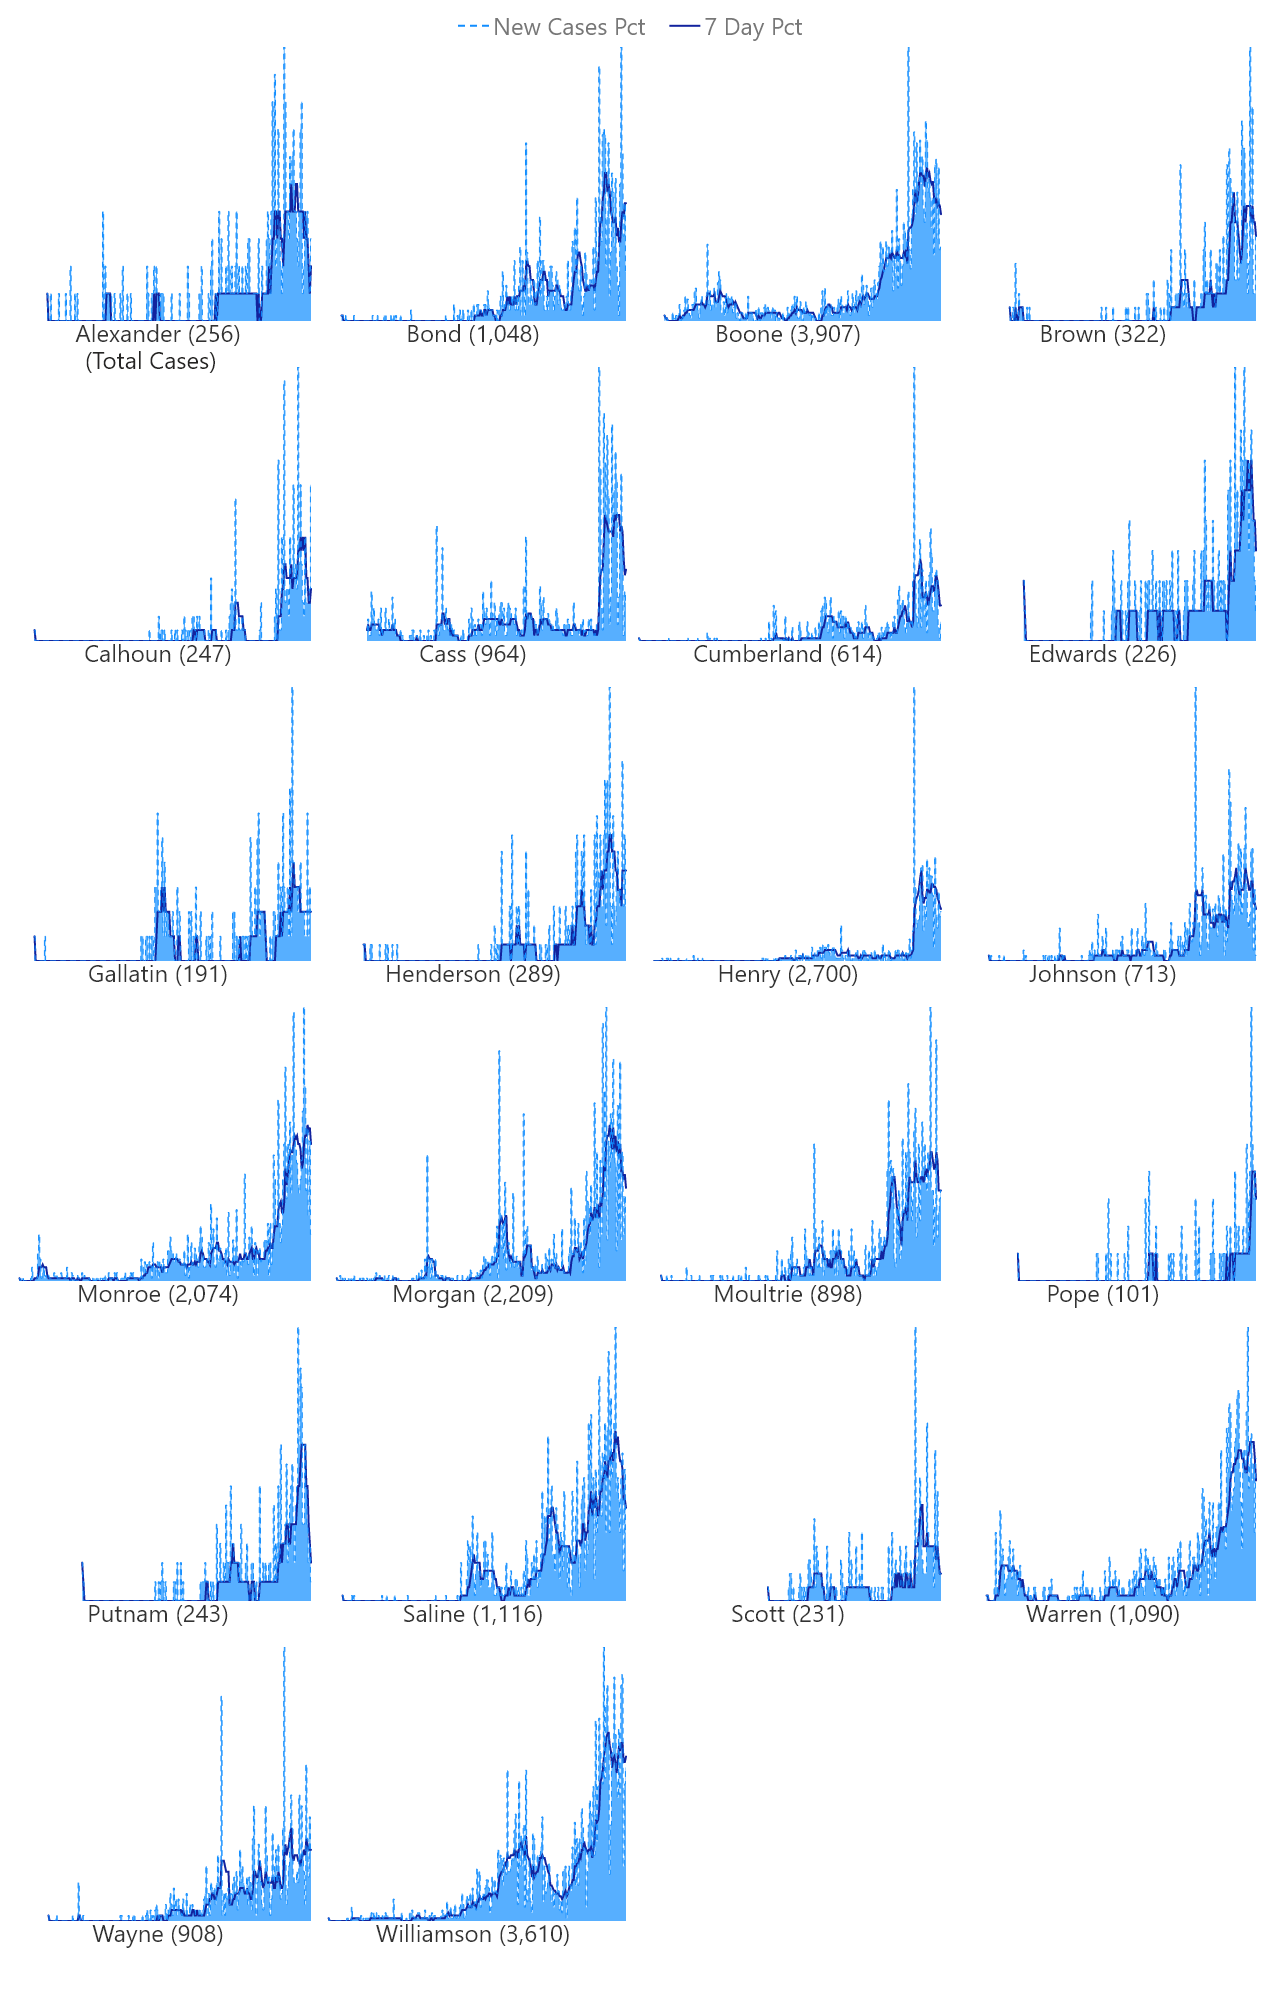 New Cases Pct 7 Day Pct
Alexander (256) Bond (1,048) Boone (3,907) Brown (322)
(Total Cases)
Calhoun (247) Cass (964) Cumberland (614) Edwards (226)
Gallatin (191) Henderson (289) Henry (2,700) Johnson (713)
Monroe (2,074) Morgan (2,209) Moultrie (898) Pope (101)
Putnam (243) Saline (1,116) Scott (231) Warren (1,090)
Wayne (908) Williamson (3,610)